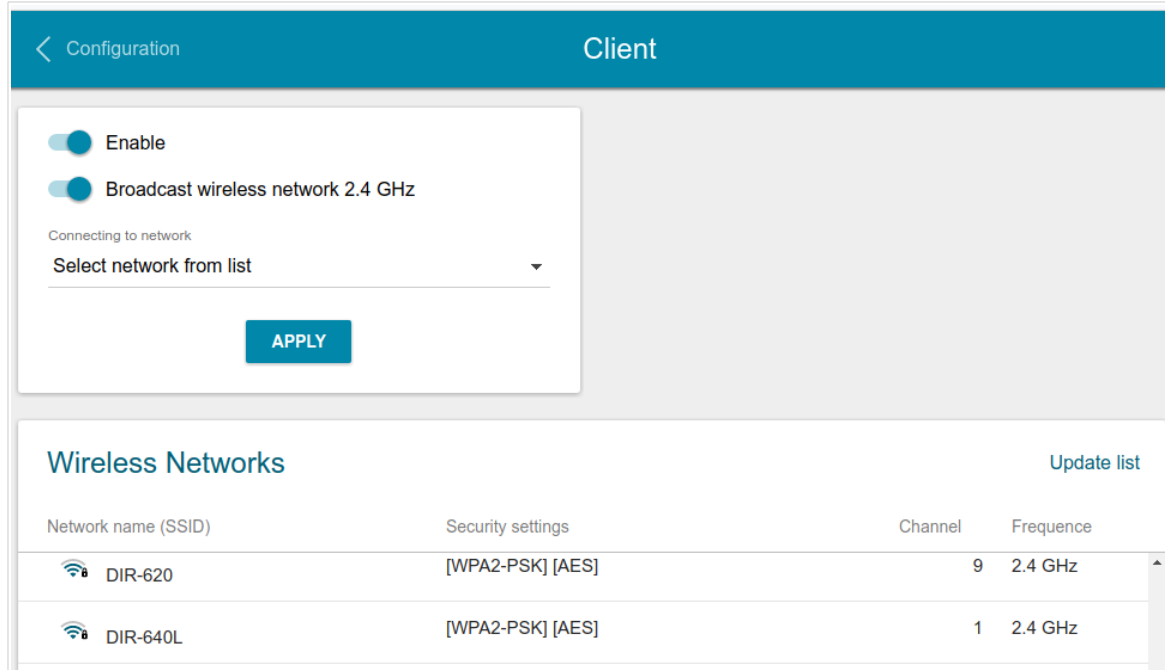 Configuration Client
Enable
Broadcast wireless network 2.4 GHz
Connecting to network
Select network from list
APPLY
Wireless Networks Update list
Network name (SSID) Security settings Channel Frequence
DIR-620 [WPA2-PSK] [AES] 9 2.4 GHz
DIR-640L [WPA2-PSK] [AES] 1 2.4 GHz